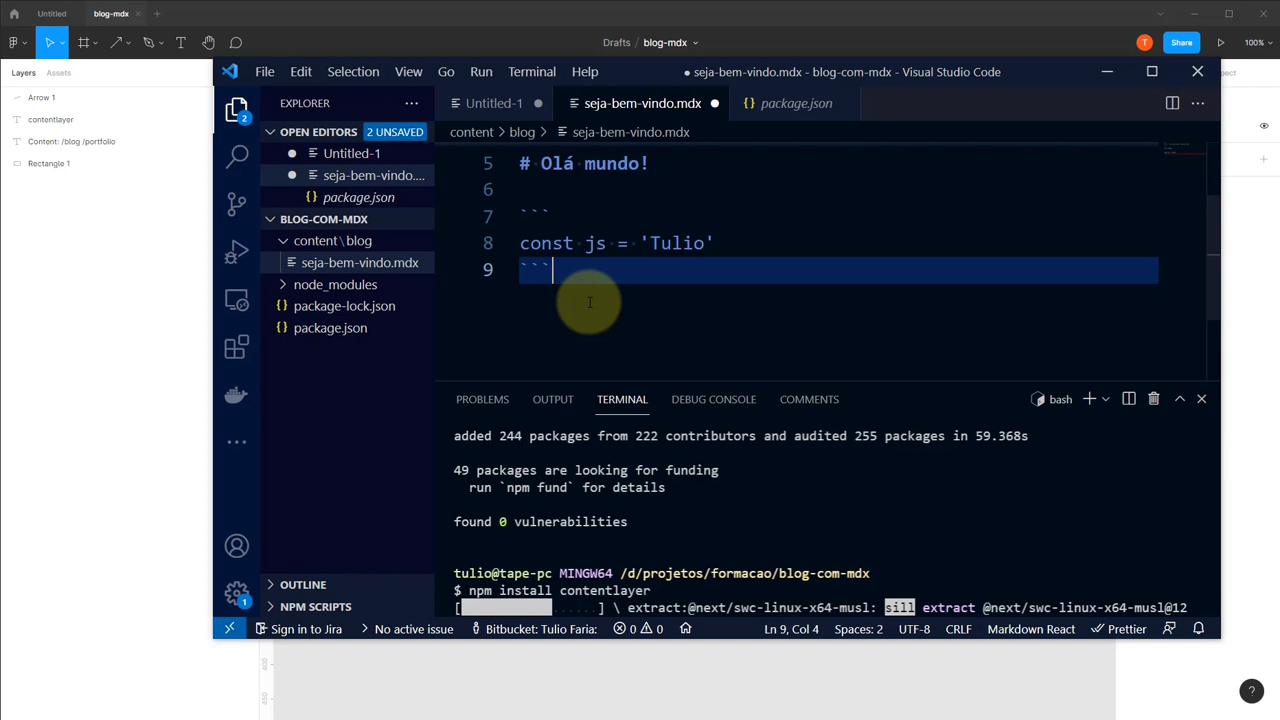 Untitled
blog-mdx
Drafts / blog-mdx
T
Share
100%
Layers
Assets
Arrow 1
contentlayer
Content: /blog /portfolio
Rectangle 1
File Edit Selection View Go Run Terminal Help
● seja-bem-vindo.mdx - blog-com-mdx - Visual Studio Code
EXPLORER
OPEN EDITORS 2 UNSAVED
Untitled-1
seja-bem-vindo....
{} package.json
BLOG-COM-MDX
content\blog
seja-bem-vindo.mdx
node_modules
{} package-lock.json
{} package.json
OUTLINE
NPM SCRIPTS
2
1
Untitled-1
seja-bem-vindo.mdx
{} package.json
content > blog > seja-bem-vindo.mdx
5 # Olá mundo!
6
7 ```
8 const js = 'Tulio'
9 ```
PROBLEMS OUTPUT TERMINAL DEBUG CONSOLE COMMENTS
bash
added 244 packages from 222 contributors and audited 255 packages in 59.368s
49 packages are looking for funding
run `npm fund` for details
found 0 vulnerabilities
tulio@tape-pc MINGW64 /d/projetos/formacao/blog-com-mdx
$ npm install contentlayer
[ ......] \ extract:@next/swc-linux-x64-musl: sill extract @next/swc-linux-x64-musl@12
Sign in to Jira No active issue Bitbucket: Tulio Faria: 0 0 Ln 9, Col 4 Spaces: 2 UTF-8 CRLF Markdown React Prettier
400
?